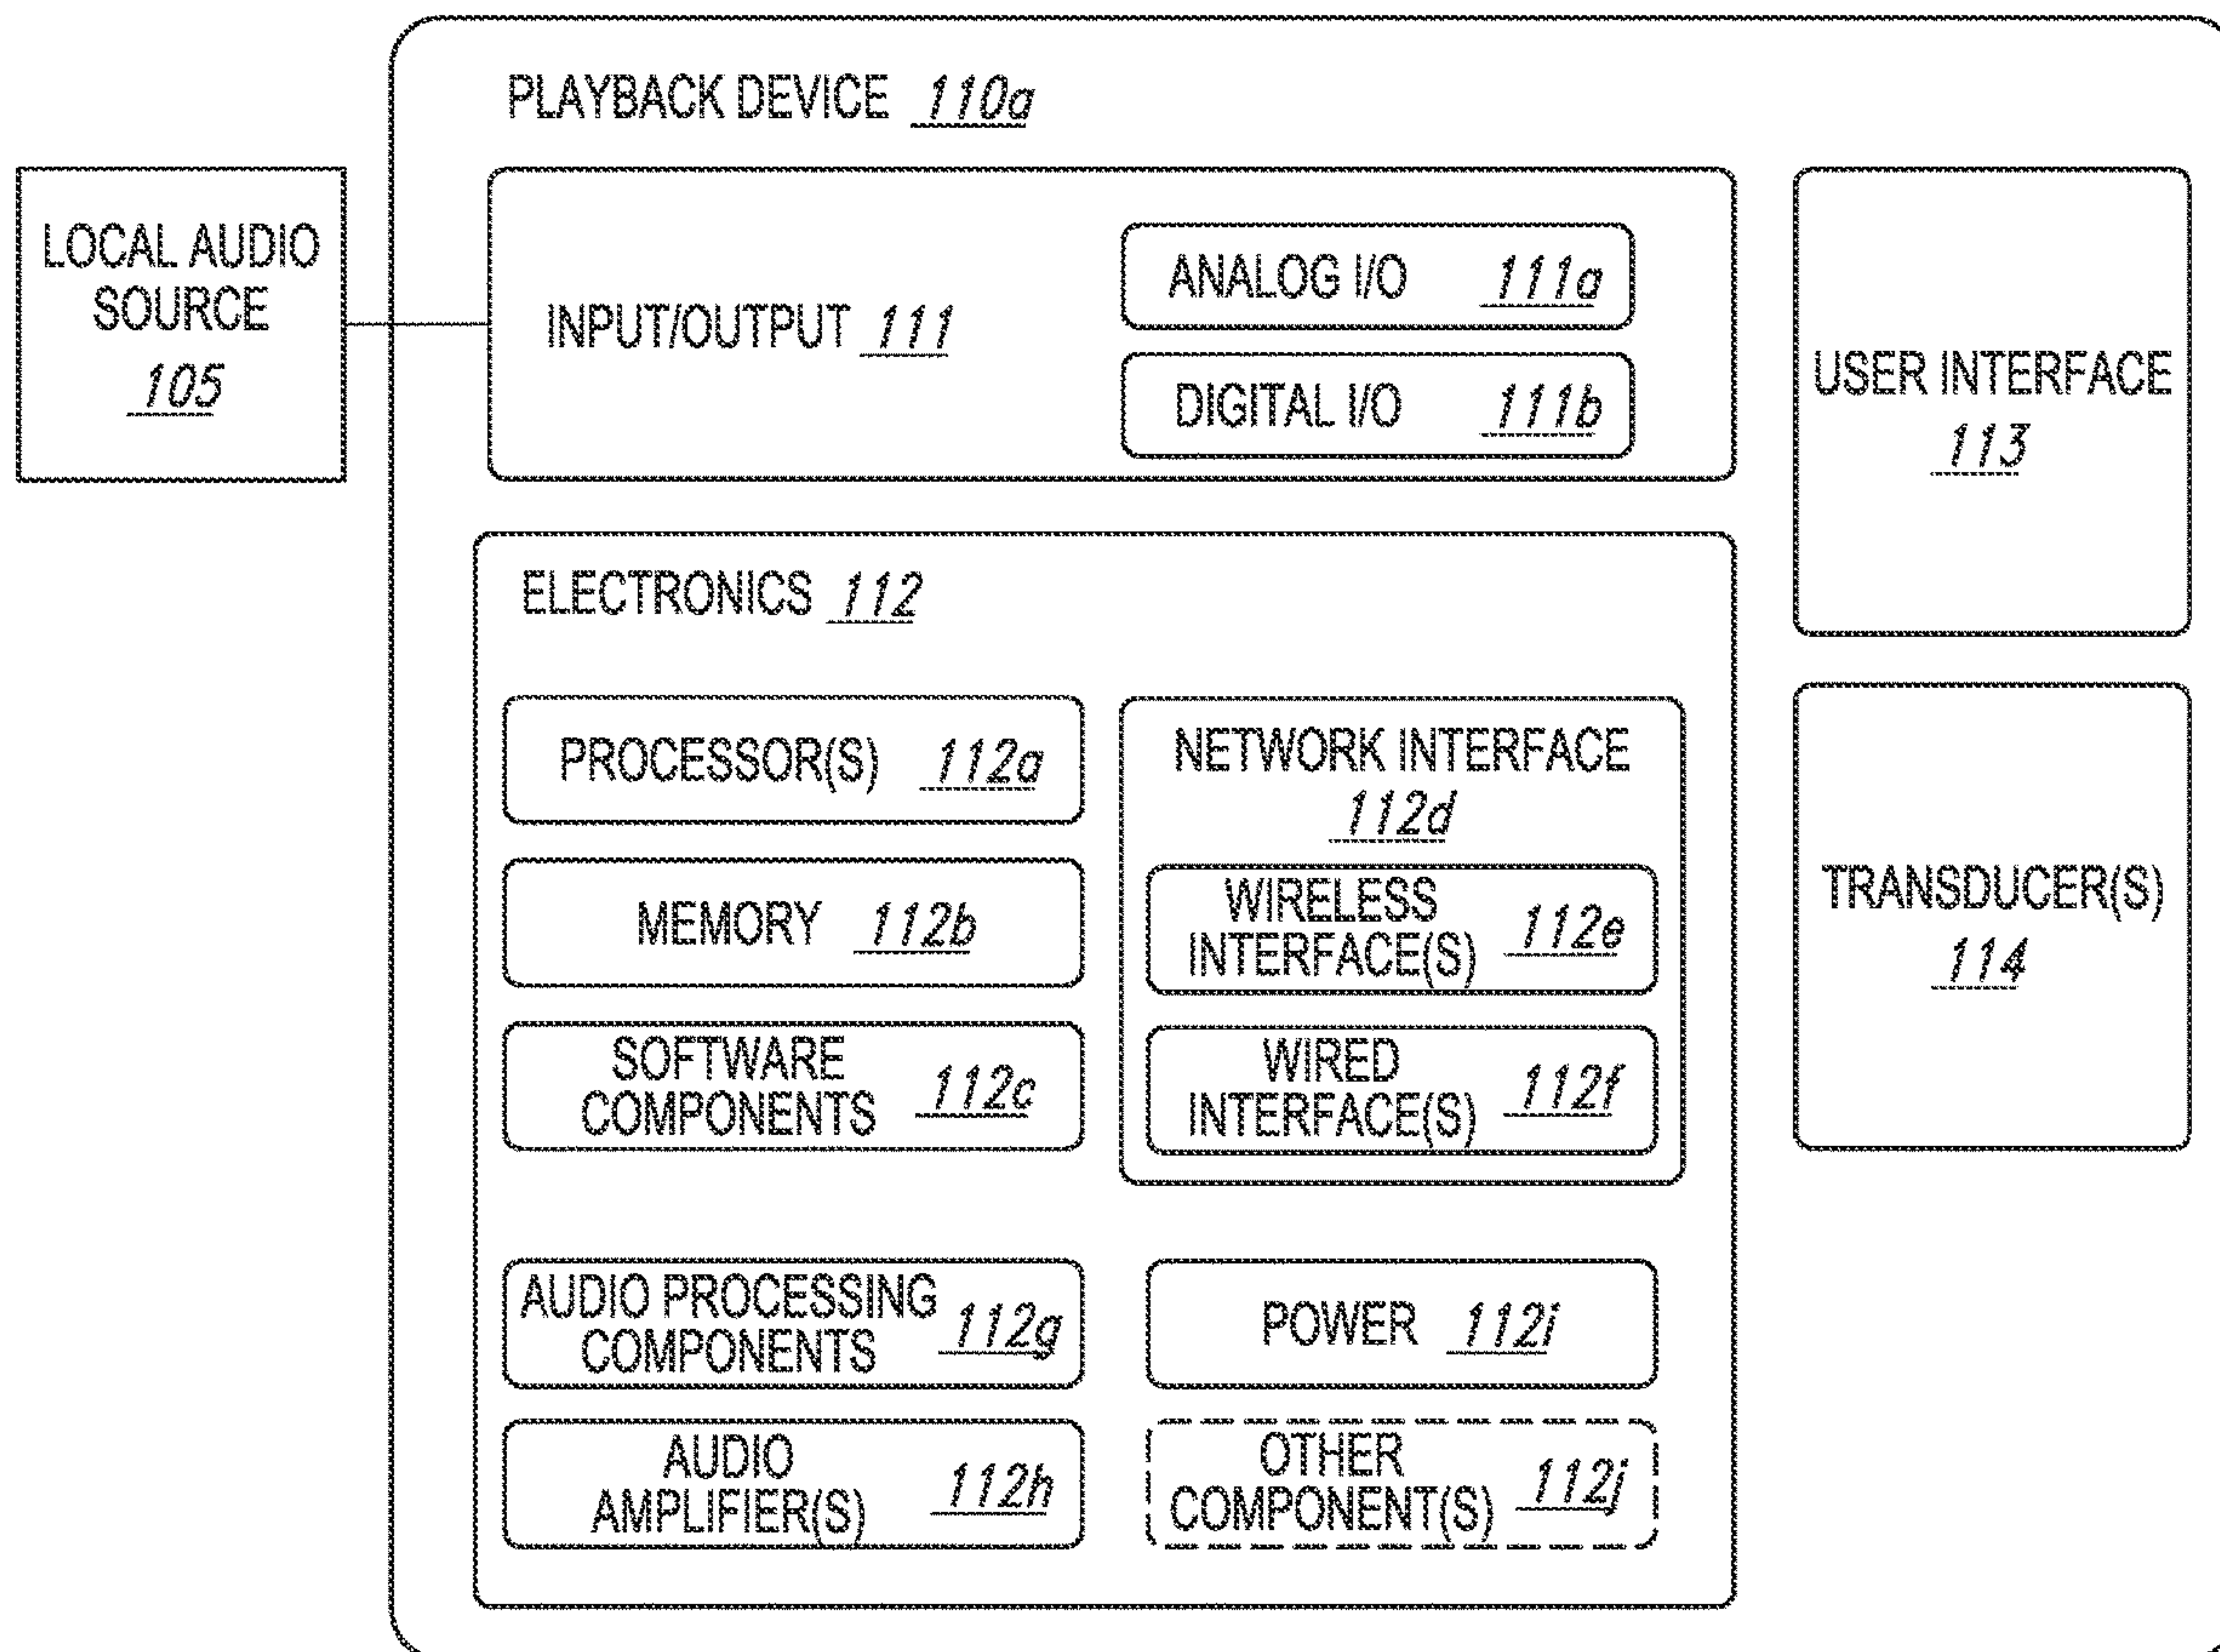 PLAYBACK DEVICE 110a
LOCAL AUDIO
SOURCE
105
INPUT/OUTPUT 111
ANALOG I/O 111a
DIGITAL I/O 111b
USER INTERFACE
113
ELECTRONICS 112
PROCESSOR(S) 112a
MEMORY 112b
SOFTWARE
COMPONENTS 112c
NETWORK INTERFACE
112d
WIRELESS
INTERFACE(S) 112e
WIRED
INTERFACE(S) 112f
TRANSDUCER(S)
114
AUDIO PROCESSING
COMPONENTS 112g
POWER 112i
AUDIO
AMPLIFIER(S) 112h
OTHER
COMPONENT(S) 112j